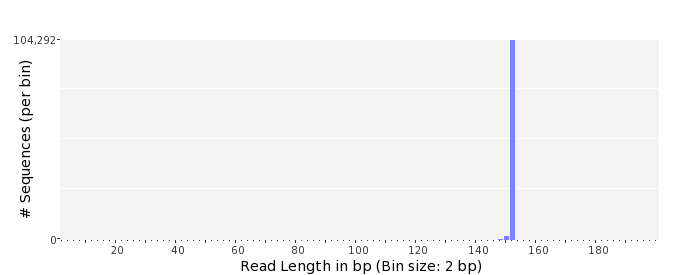 104,292
# Sequences (per bin)
0
20 40 60 80 100 120 140 160 180
Read Length in bp (Bin size: 2 bp)